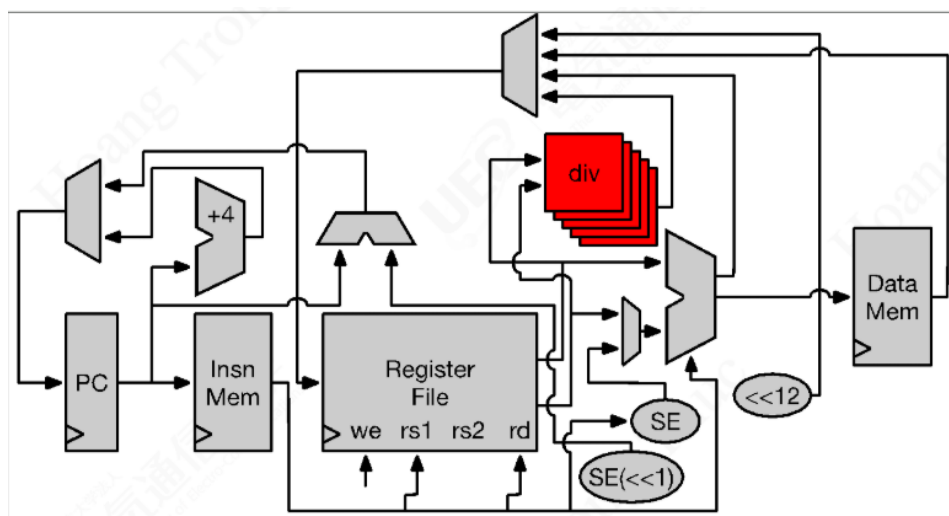 div
+4
Data
Mem
PC
Insn
Mem
Register
File
we rs1 rs2 rd
<<12
SE
SE(<<1)